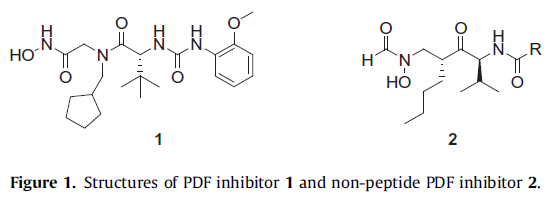 O
H
N
HO
O
N
O
H
N
H
N
O
O
1
O
H
N
HO
O
H
N
O
R
2
Figure 1. Structures of PDF inhibitor 1 and non-peptide PDF inhibitor 2.